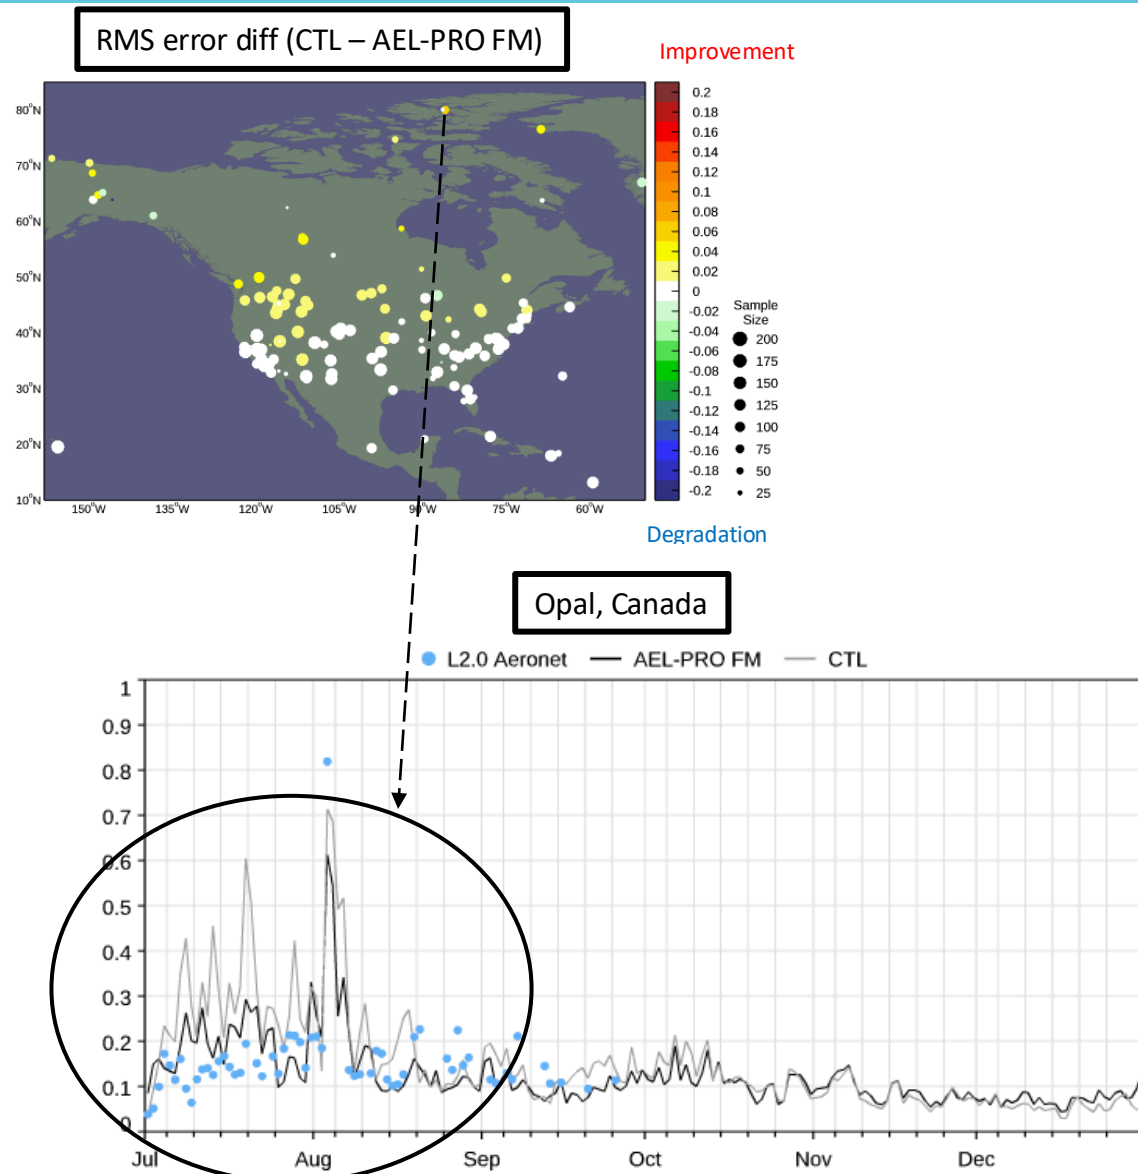 RMS error diff (CTL – AEL-PRO FM)
Improvement
80°N
70°N
60°N
50°N
40°N
30°N
20°N
10°N
150°W 135°W 120°W 105°W 90°W 75°W 60°W
0.2
0.18
0.16
0.14
0.12
0.1
0.08
0.06
0.04
0.02
0
-0.02
-0.04
-0.06
-0.08
-0.1
-0.12
-0.14
-0.16
-0.18
-0.2
Sample
Size
200
175
150
125
100
75
50
25
Degradation
Opal, Canada
L2.0 Aeronet AEL-PRO FM CTL
1
0.9
0.8
0.7
0.6
0.5
0.4
0.3
0.2
0.1
0
Jul Aug Sep Oct Nov Dec